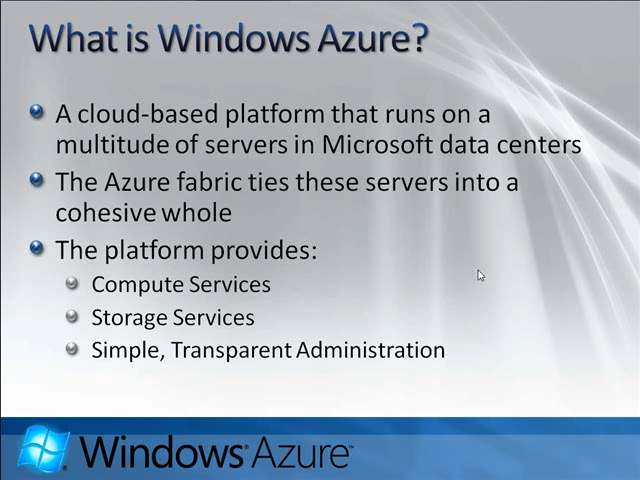 What is Windows Azure?
A cloud-based platform that runs on a
multitude of servers in Microsoft data centers
The Azure fabric ties these servers into a
cohesive whole
The platform provides:
Compute Services
Storage Services
Simple, Transparent Administration
Windows® Azure™